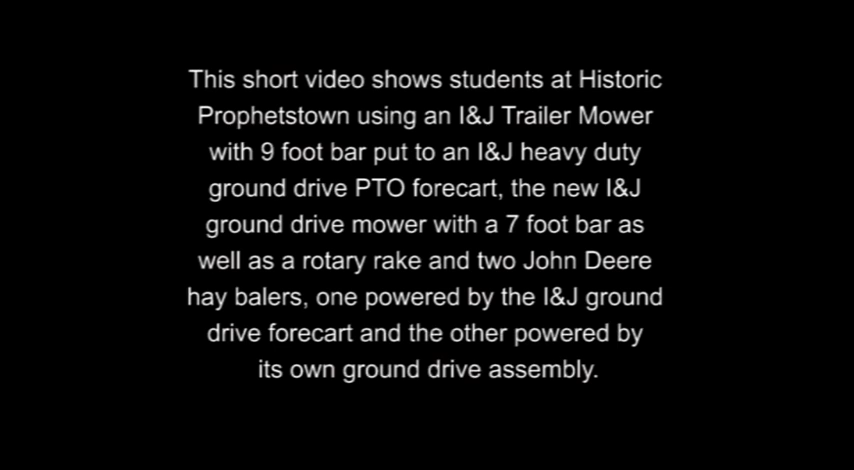 This short video shows students at Historic
Prophetstown using an I&J Trailer Mower
with 9 foot bar put to an I&J heavy duty
ground drive PTO forecart, the new I&J
ground drive mower with a 7 foot bar as
well as a rotary rake and two John Deere
hay balers, one powered by the I&J ground
drive forecart and the other powered by
its own ground drive assembly.